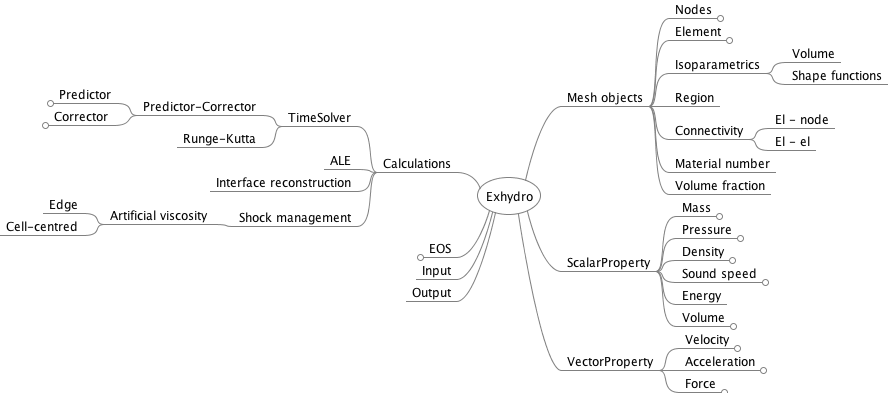 Exhydro
Calculations
TimeSolver
Predictor-Corrector
Predictor
Corrector
Runge-Kutta
ALE
Interface reconstruction
Shock management
Artificial viscosity
Edge
Cell-centred
EOS
Input
Output
Mesh objects
Nodes
Element
Isoparametrics
Volume
Shape functions
Region
Connectivity
El - node
El - el
Material number
Volume fraction
ScalarProperty
Mass
Pressure
Density
Sound speed
Energy
Volume
VectorProperty
Velocity
Acceleration
Force